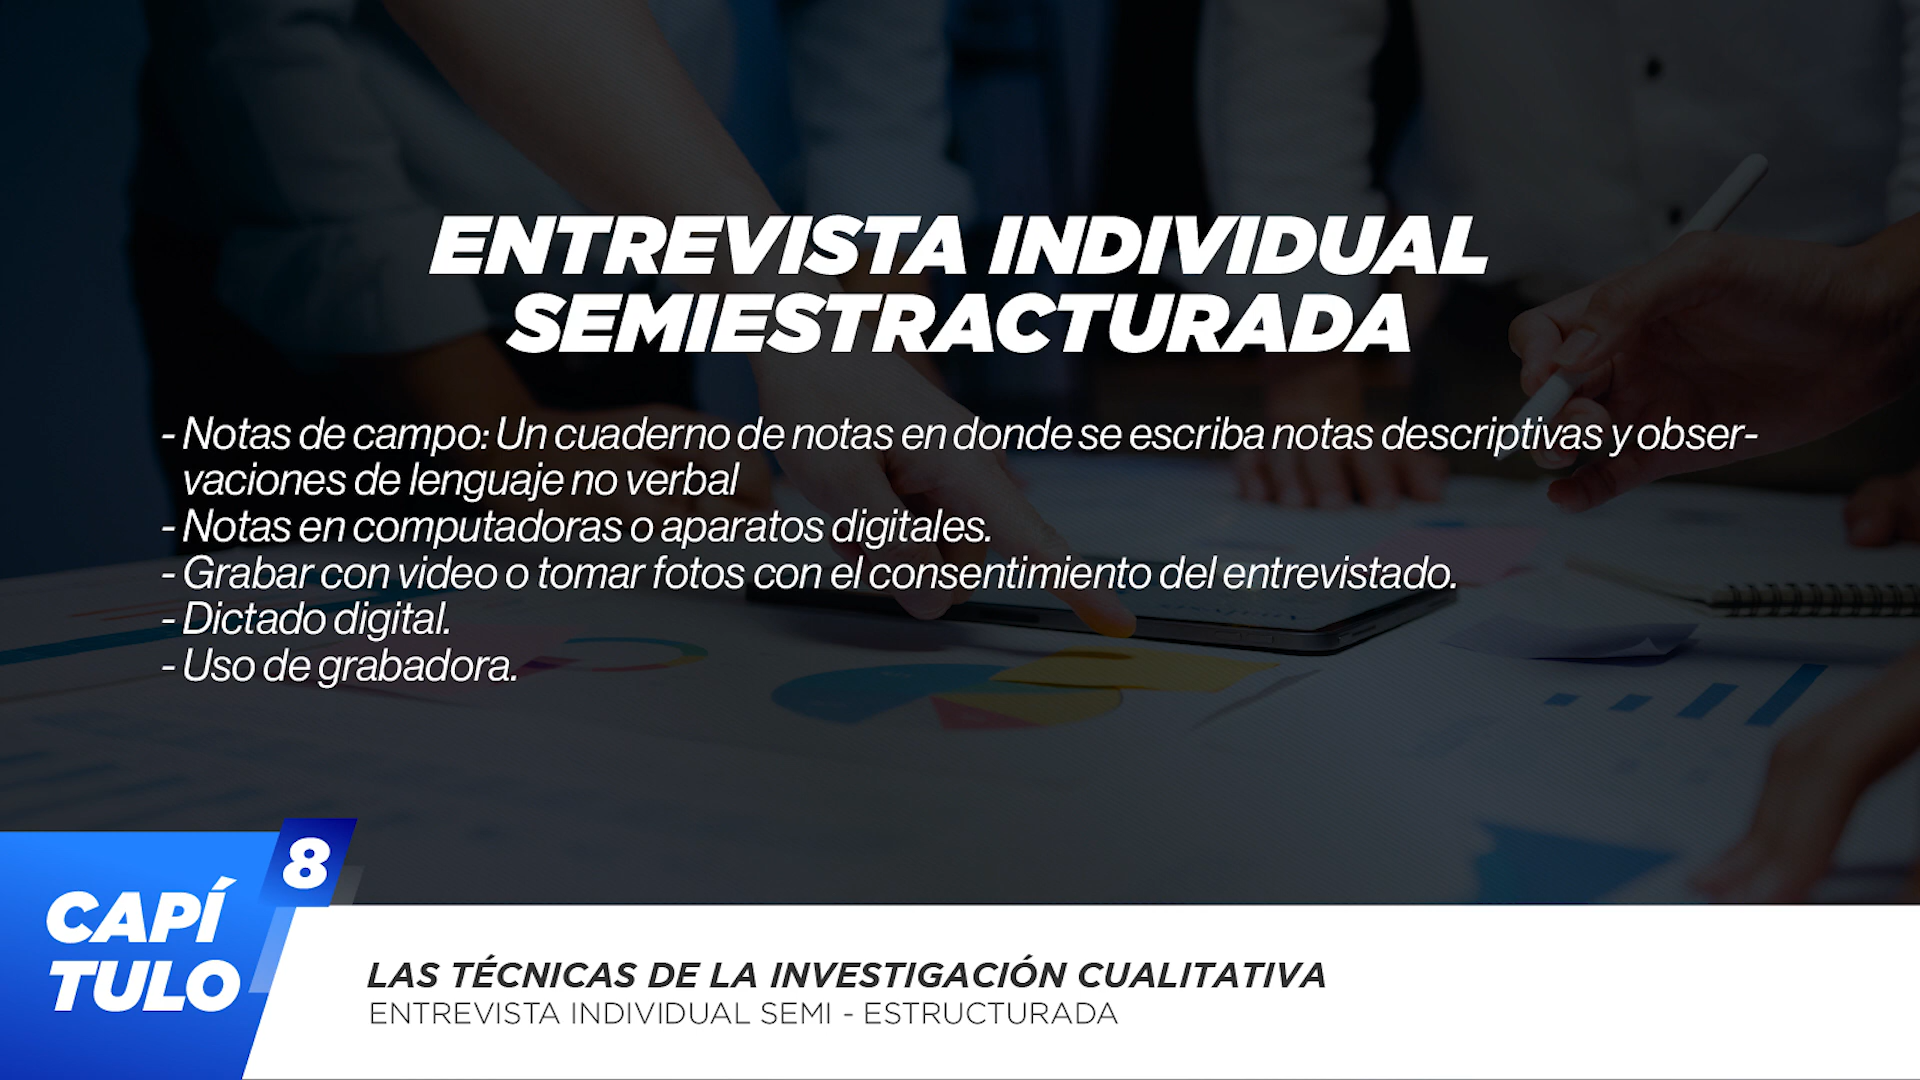 ENTREVISTA INDIVIDUAL
SEMIESTRACTURADA
- Notas de campo: Un cuaderno de notas en donde se escriba notas descriptivas y obser-
vaciones de lenguaje no verbal
- Notas en computadoras o aparatos digitales.
- Grabar con video o tomar fotos con el consentimiento del entrevistado.
- Dictado digital.
- Uso de grabadora.
8
CAPÍ
TULO
LAS TÉCNICAS DE LA INVESTIGACIÓN CUALITATIVA
ENTREVISTA INDIVIDUAL SEMI - ESTRUCTURADA